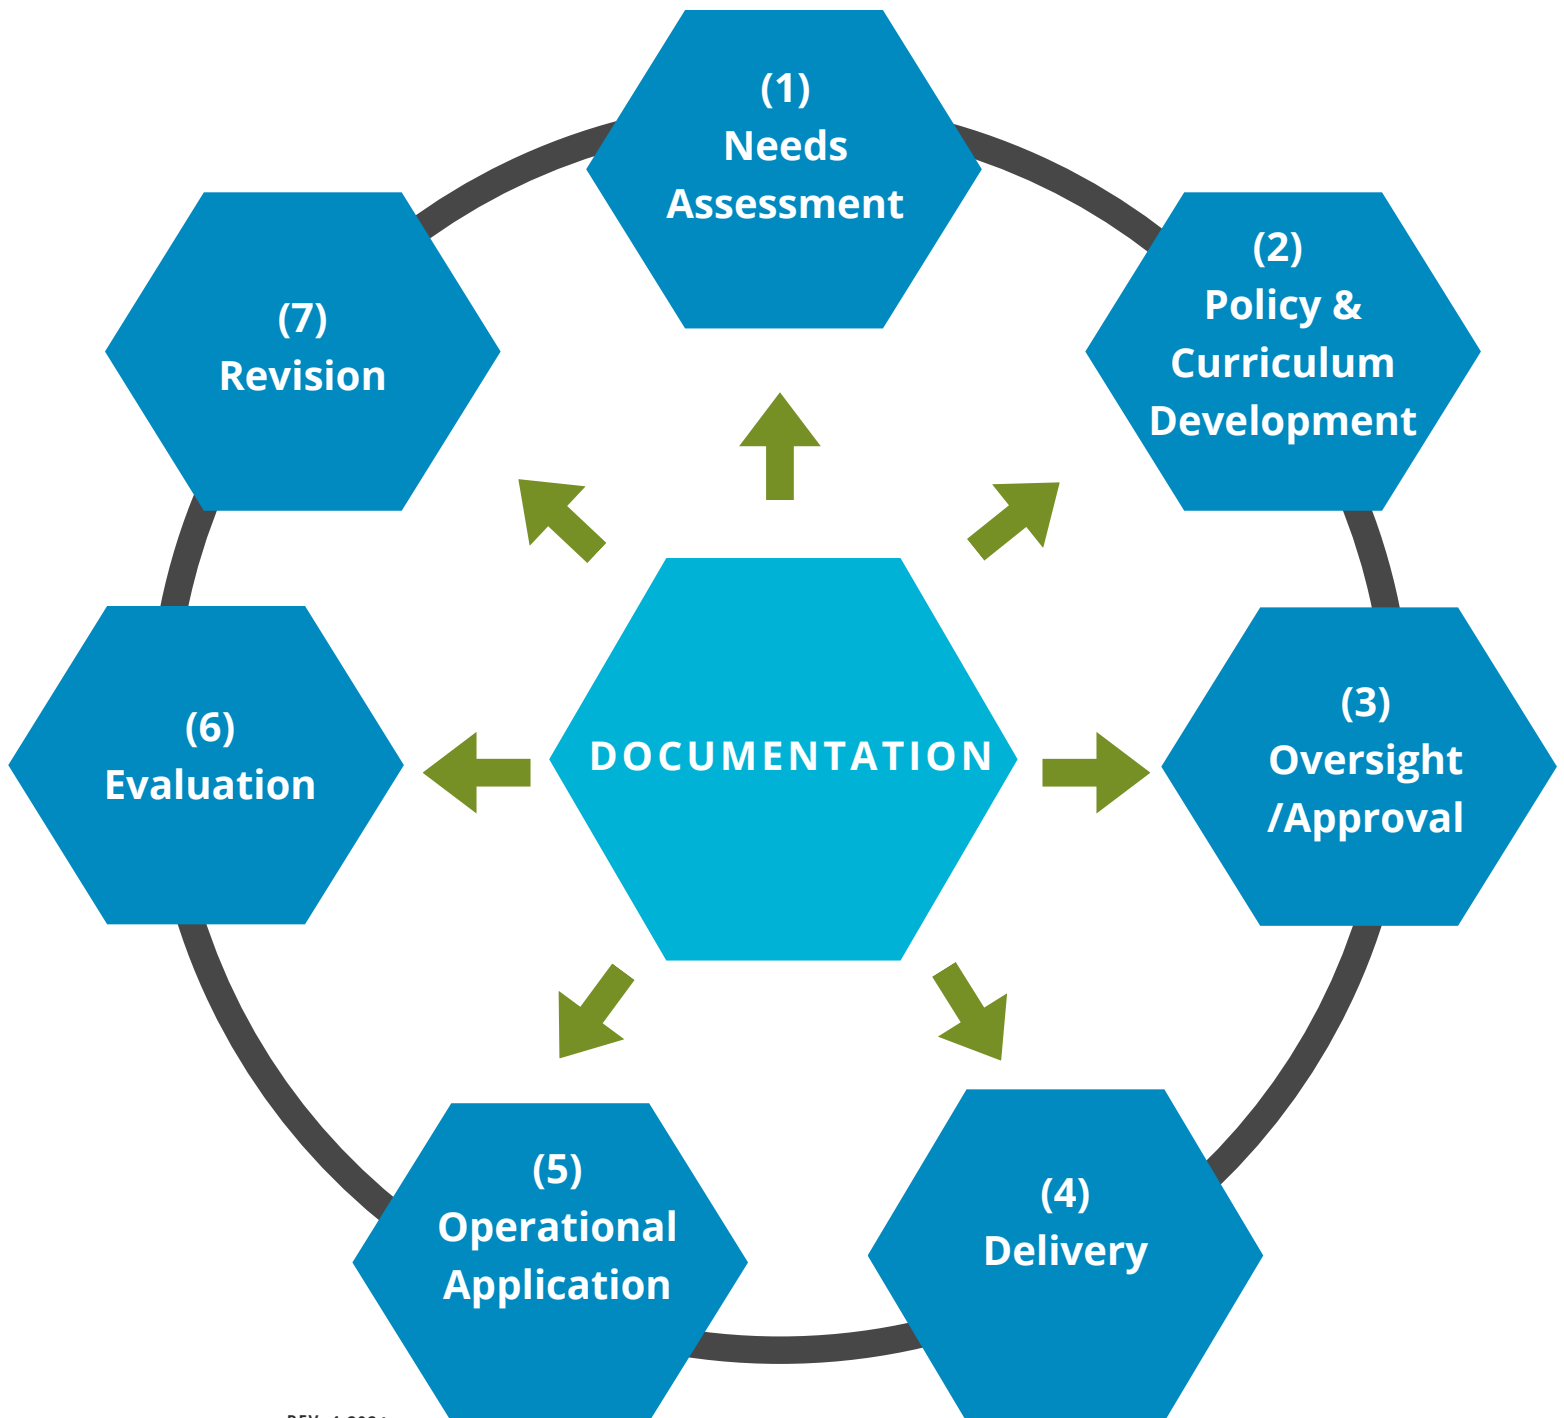 (1)
Needs
Assessment
(2)
Policy &
Curriculum
Development
(3)
Oversight
/Approval
(4)
Delivery
(5)
Operational
Application
(6)
Evaluation
(7)
Revision
DOCUMENTATION